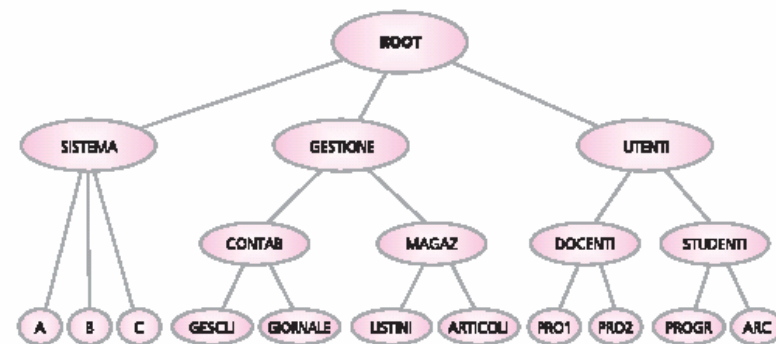 ROOT
SISTEMA GESTIONE UTENTI
CONTAB MAGAZ DOCENTI STUDENTI
A B C GESCLI GIORNALE LISTINI ARTICOLI PRO1 PRO2 PROGR ARC